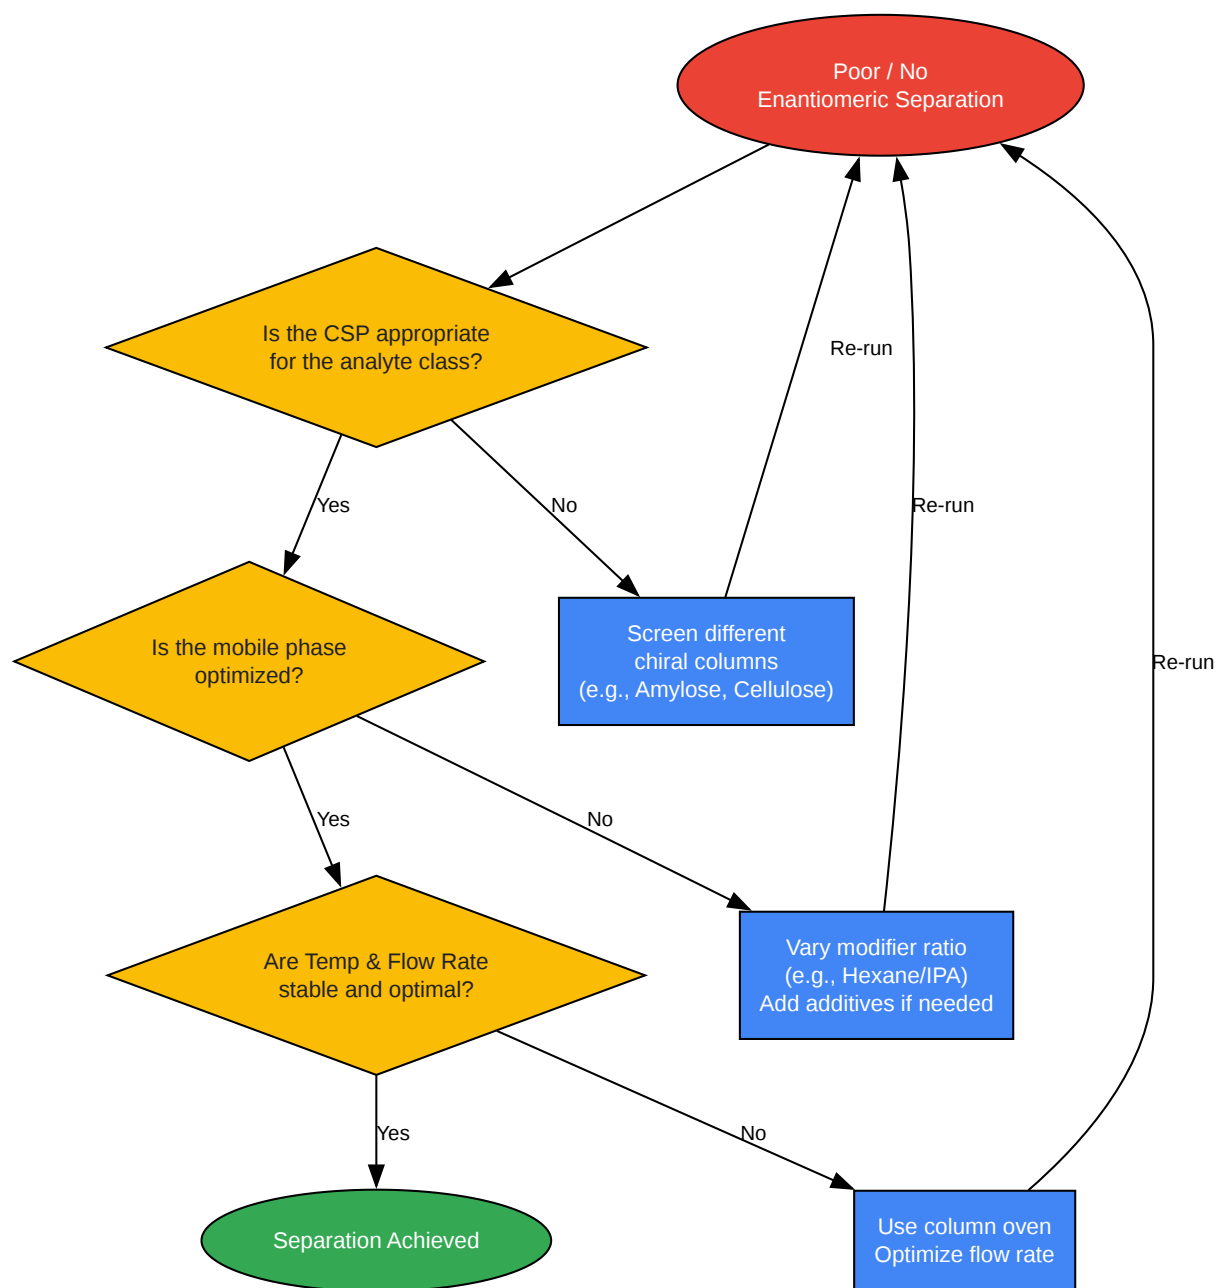 Poor / No
Enantiomeric Separation
Is the CSP appropriate
for the analyte class?
Re-run
Yes
No
Re-run
Is the mobile phase
optimized?
Screen different
chiral columns
(e.g., Amylose, Cellulose)
Re-run
Yes
No
Are Temp & Flow Rate
stable and optimal?
Vary modifier ratio
(e.g., Hexane/IPA)
Add additives if needed
Yes
No
Separation Achieved
Use column oven
Optimize flow rate